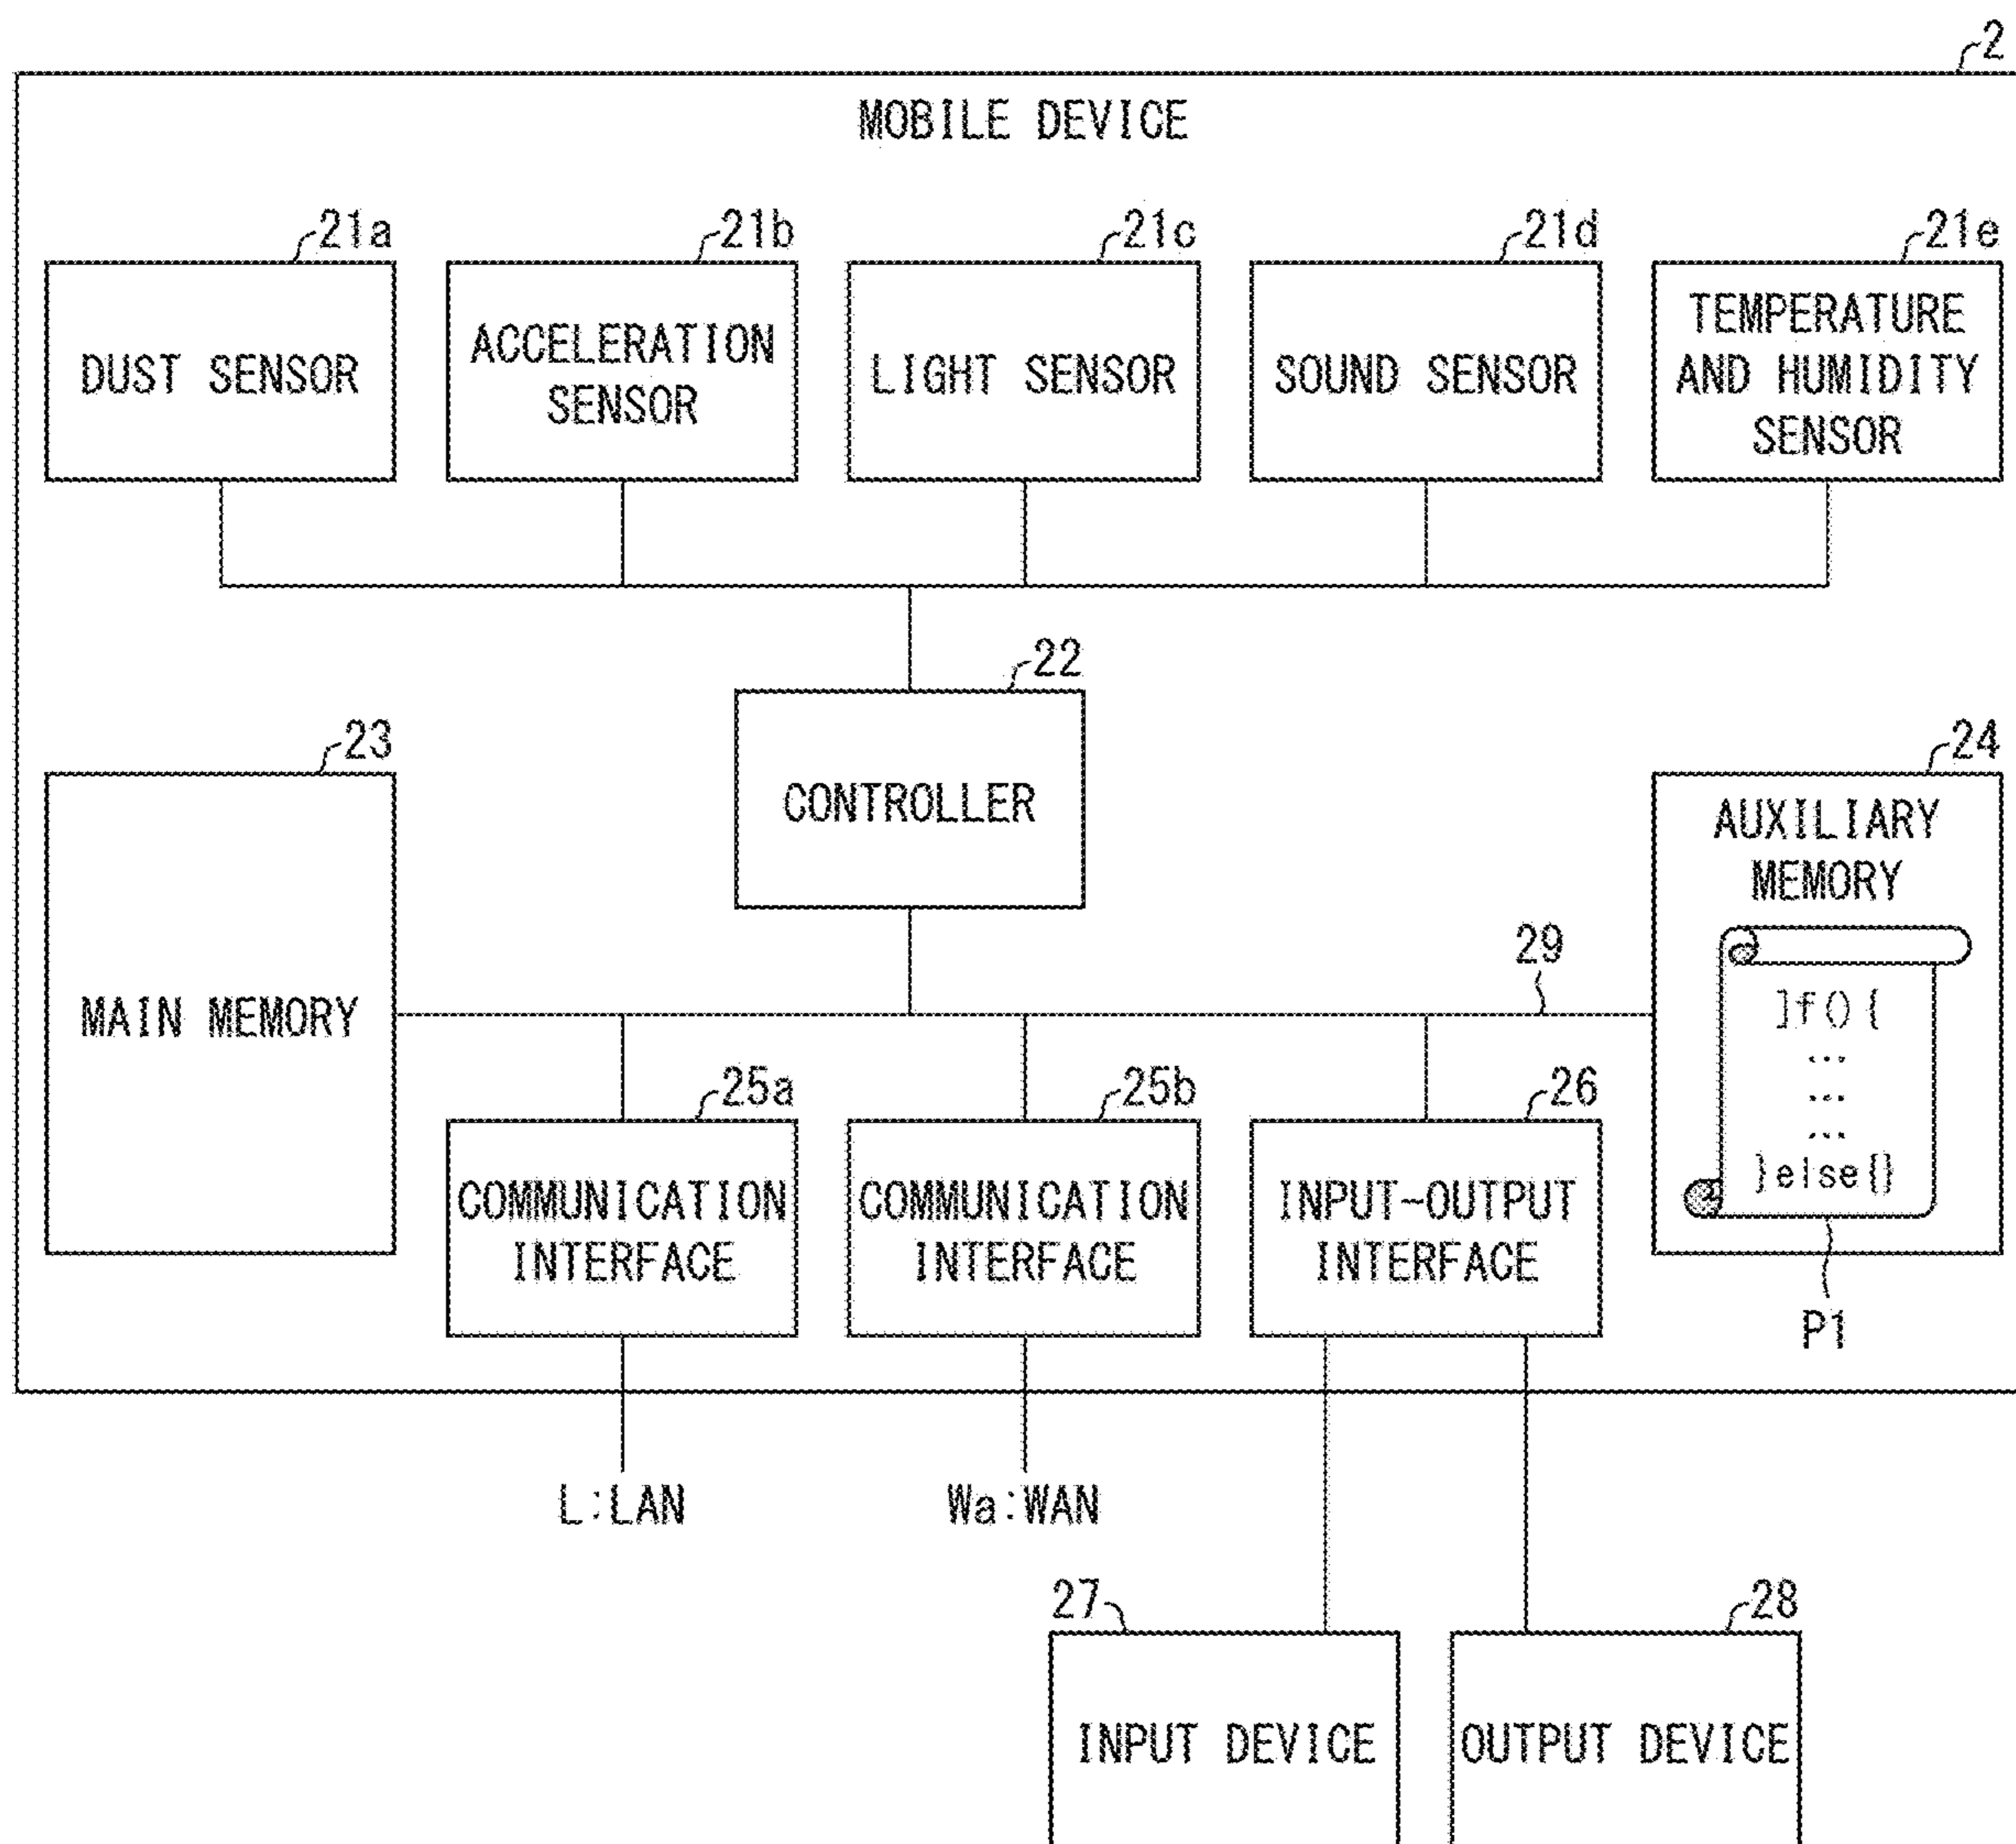 2
MOBILE DEVICE
21a
21b
21c
21d
21e
DUST SENSOR
ACCELERATION
SENSOR
LIGHT SENSOR
SOUND SENSOR
TEMPERATURE
AND HUMIDITY
SENSOR
22
CONTROLLER
23
MAIN MEMORY
24
AUXILIARY
MEMORY
]f(){
...
...
...
}else{}
P1
29
25a
COMMUNICATION
INTERFACE
25b
COMMUNICATION
INTERFACE
26
INPUT-OUTPUT
INTERFACE
L:LAN
Wa:WAN
27
INPUT DEVICE
28
OUTPUT DEVICE